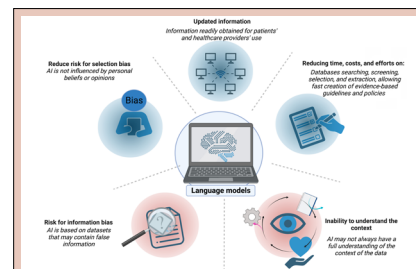 Updated information
Information readily obtained for patients'
and healthcare providers' use
Reduce risk for selection bias
AI is not influenced by personal
beliefs or opinions
Reducing time, costs, and efforts on:
Databases searching, screening,
selection, and extraction, allowing
fast creation of evidence-based
guidelines and policies
Bias
Language models
Risk for information bias
AI is based on datasets
that may contain false
information
Inability to understand the
context
AI may not always have a
full understanding of the
context of the data